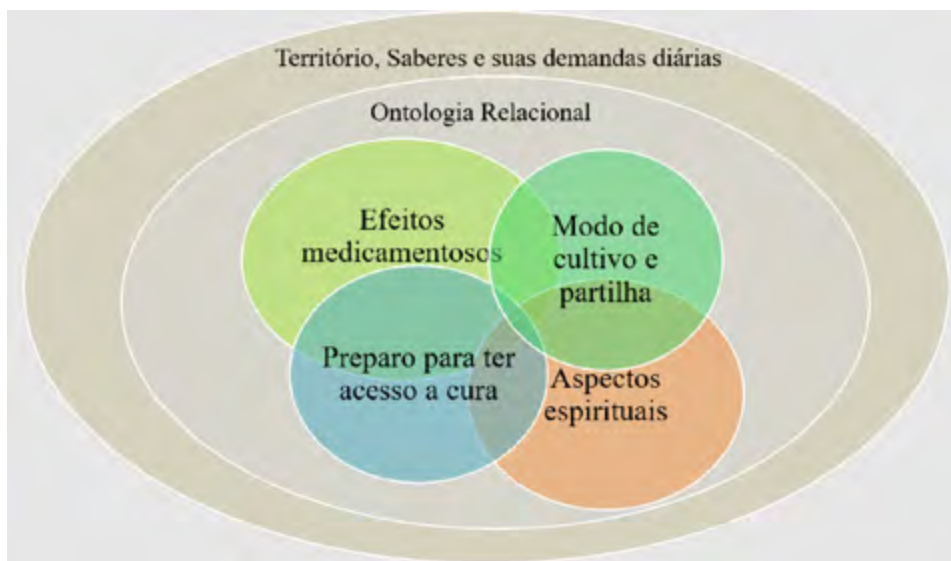 Território, Saberes e suas demandas diárias
Ontologia Relacional
Efeitos
medicamentosos
Modo de
cultivo e
partilha
Preparo para ter
acesso a cura
Aspectos
espirituais